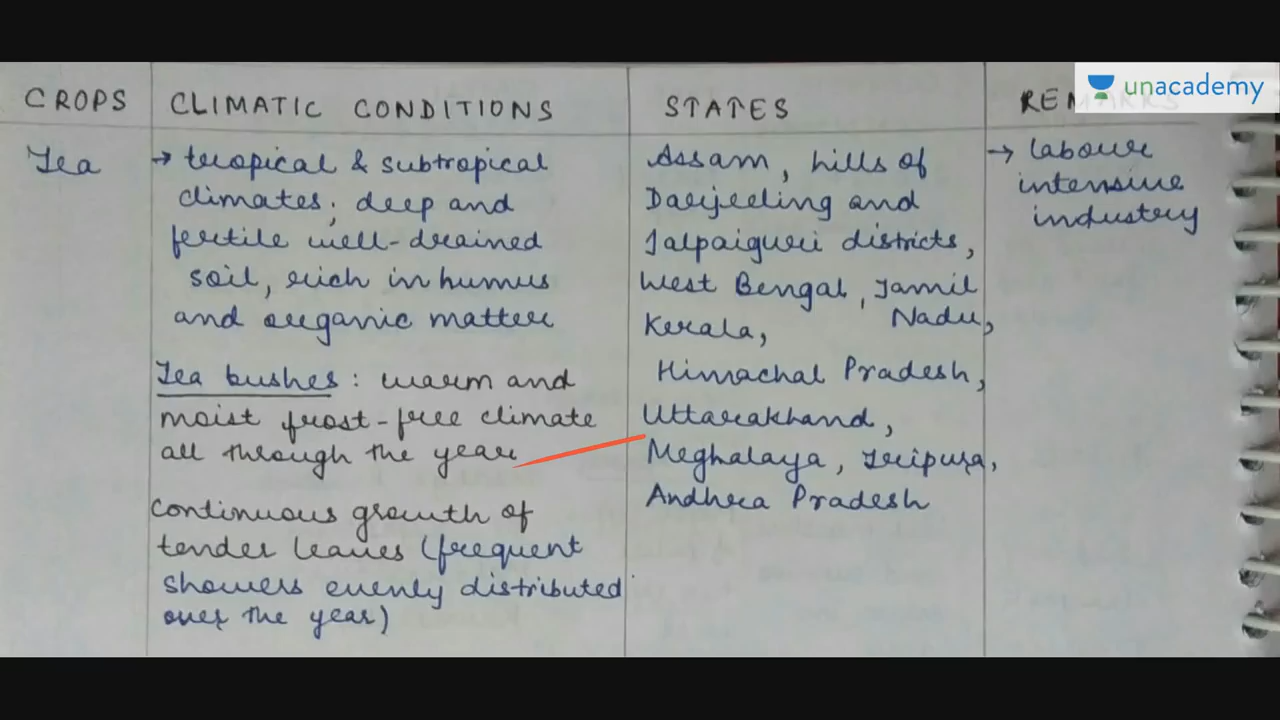 CROPS
CLIMATIC CONDITIONS
STATES
REMARKS
unacademy
Tea
→ tropical & subtropical
climates; deep and
fertile well-drained
soil, rich in humus
and organic matter
Tea bushes: warm and
moist frost-free climate
all through the year
continuous growth of
tender leaves (frequent
showers evenly distributed
over the year)
Assam, hills of
Darjeeling and
Jalpaiguri districts,
West Bengal, Tamil
Nadu,
Kerala,
Himachal Pradesh,
Uttarakhand,
Meghalaya, Tripura,
Andhra Pradesh
→ labour
intensive
industry